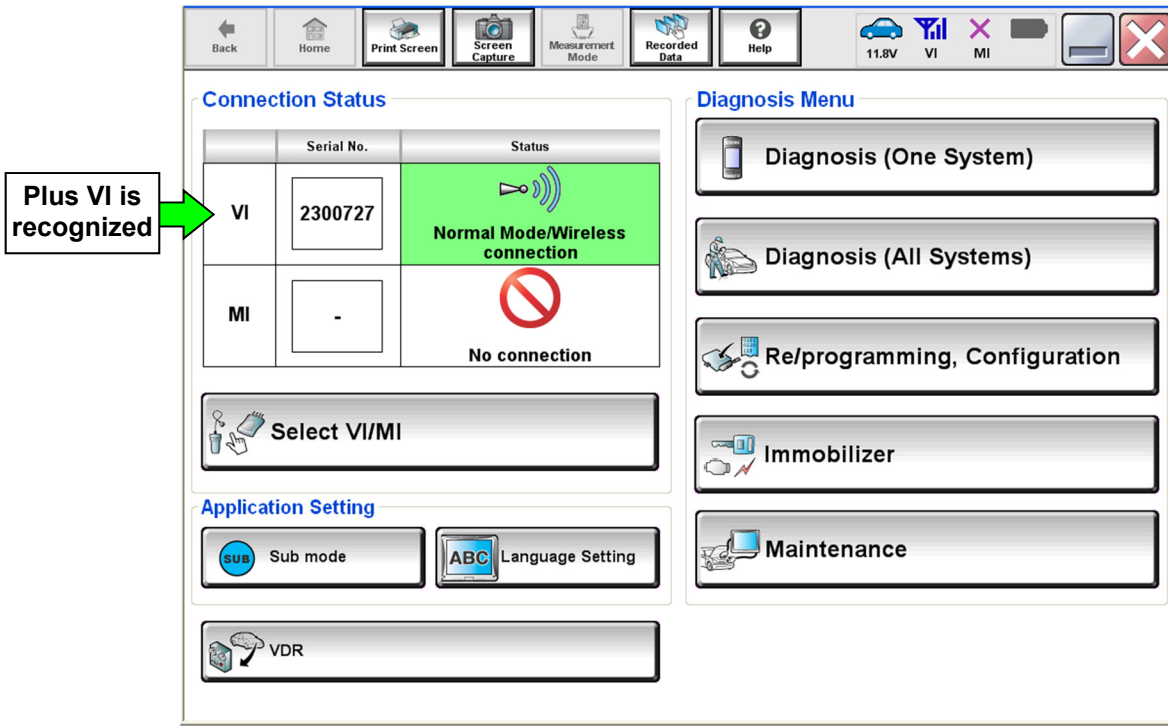 Back
Home
Print Screen
Screen
Capture
Measurement
Mode
Recorded
Data
Help
11.8V
VI
MI
Connection Status
Serial No.
Status
Plus VI is
recognized
VI
2300727
Normal Mode/Wireless
connection
MI
-
No connection
Select VI/MI
Application Setting
SUB
Sub mode
ABC
Language Setting
VDR
Diagnosis Menu
Diagnosis (One System)
Diagnosis (All Systems)
Re/programming, Configuration
Immobilizer
Maintenance